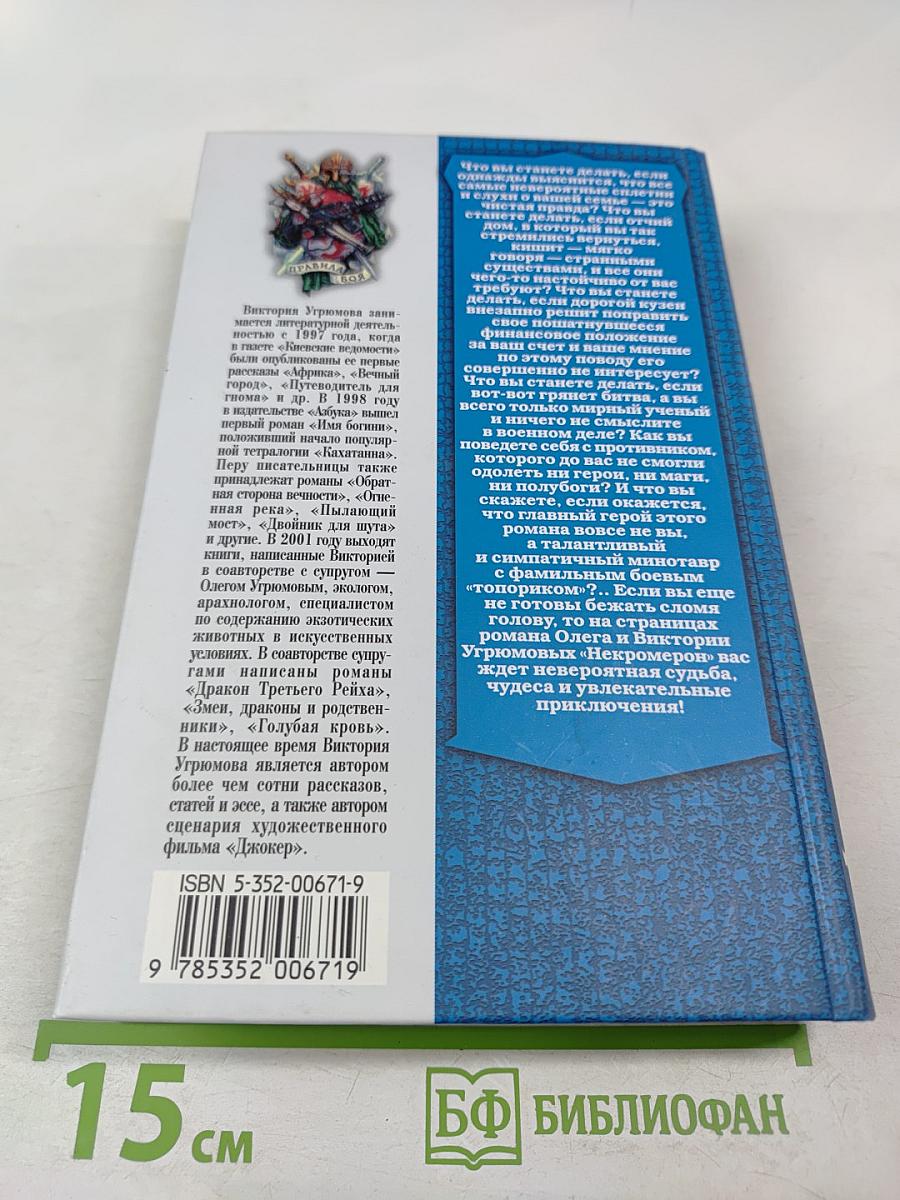 ПРАВИЛА БОЯ
Виктория Угрюмова зани-
мается литературной деятель-
ностью с 1997 года, когда
в газете «Киевские ведомости»
были опубликованы ее первые
рассказы «Африка», «Вечный
город», «Путеводитель для
гнома» и др. В 1998 году
в издательстве «Азбука» вышел
первый роман «Имя богини»,
положивший начало популяр-
ной тетралогии «Кахатанна».
Перу писательницы также
принадлежат романы «Обрат-
ная сторона вечности», «Огне-
нная река», «Пылающий
мост», «Двойник для шута»
и другие. В 2001 году выходят
книги, написанные Викторией
в соавторстве с супругом —
Олегом Угрюмовым, экологом,
арахнологом, специалистом
по содержанию экзотических
животных в искусственных
условиях. В соавторстве супру-
гами написаны романы
«Дракон Третьего Рейха»,
«Змеи, драконы и родствен-
ники», «Голубая кровь».
В настоящее время Виктория
Угрюмова является автором
более чем сотни рассказов,
статей и эссе, а также автором
сценария художественного
фильма «Джокер».
ISBN 5-352-00671-9
9 785352 006719
Что вы станете делать, если
однажды выяснится, что все
самые невероятные сплетни
и слухи о вашей семье — это
чистая правда? Что вы
станете делать, если отчий
дом, в который вы так
стремились вернуться,
кишит — мягко
говоря — странными
существами, и все они
чего-то настойчиво от вас
требуют? Что вы станете
делать, если дорогой кузен
внезапно решит поправить
свое пошатнувшееся
финансовое положение
за ваш счет и ваше мнение
по этому поводу его
совершенно не интересует?
Что вы станете делать, если
вот-вот грянет битва, а вы
всего только мирный ученый
и ничего не смыслите
в военном деле? Как вы
поведете себя с противником,
которого до вас не смогли
одолеть ни герои, ни маги,
ни полубоги? И что вы
скажете, если окажется,
что главный герой этого
романа вовсе не вы,
а талантливый
и симпатичный минотавр
с фамильным боевым
«топориком»?.. Если вы еще
не готовы бежать сломя
голову, то на страницах
романа Олега и Виктории
Угрюмовых «Некромерон» вас
ждет невероятная судьба,
чудеса и увлекательные
приключения!
15 см
БФ БИБЛИОФАН